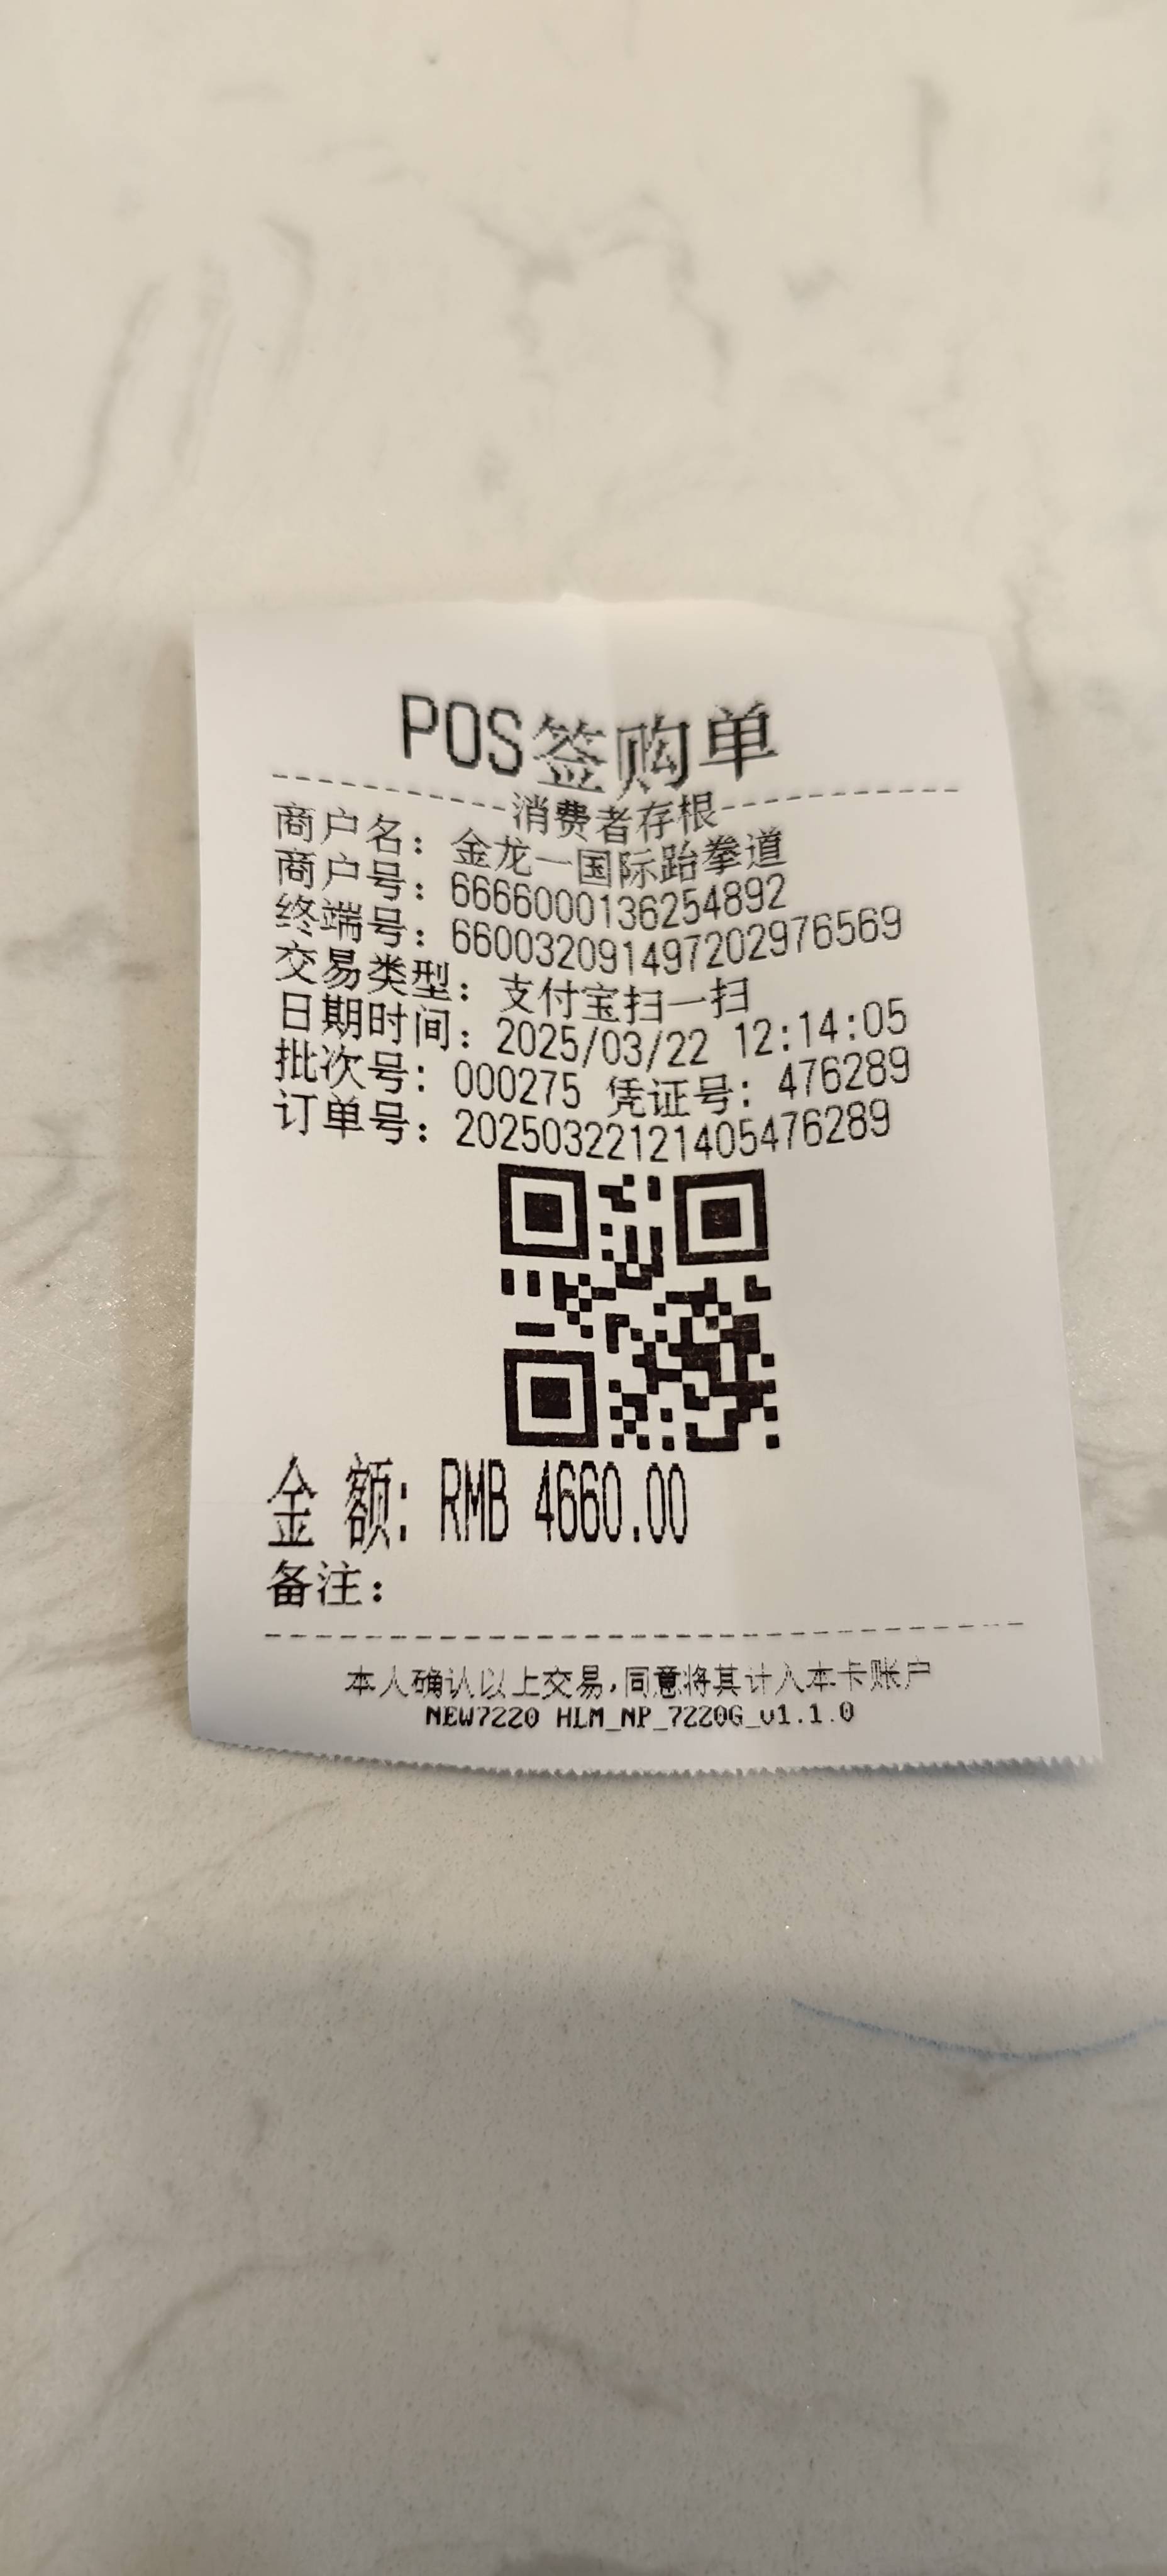 POS签购单
消费者存根
商户名：金龙一国际跆拳道
商户号：6666000136254892
终端号：660032091497202976569
交易类型：支付宝扫一扫
日期时间：2025/03/22 12:14:05
批次号：000275 凭证号：476289
订单号：20250322121405476289
金 额：RMB 4660.00
备注：
本人确认以上交易,同意将其计入本卡账户
NEW7220 HLM_NP_7220G_v1.1.0